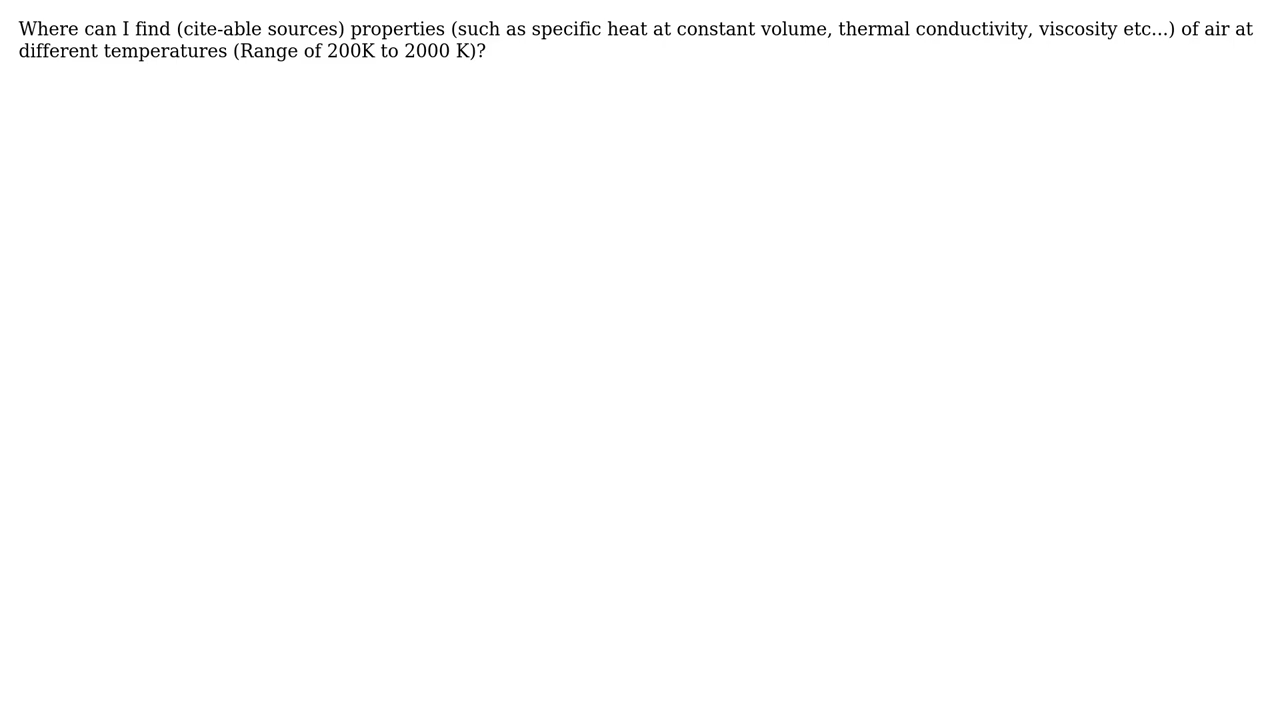 Where can I find (cite-able sources) properties (such as specific heat at constant volume, thermal conductivity, viscosity etc...) of air at
different temperatures (Range of 200K to 2000 K)?